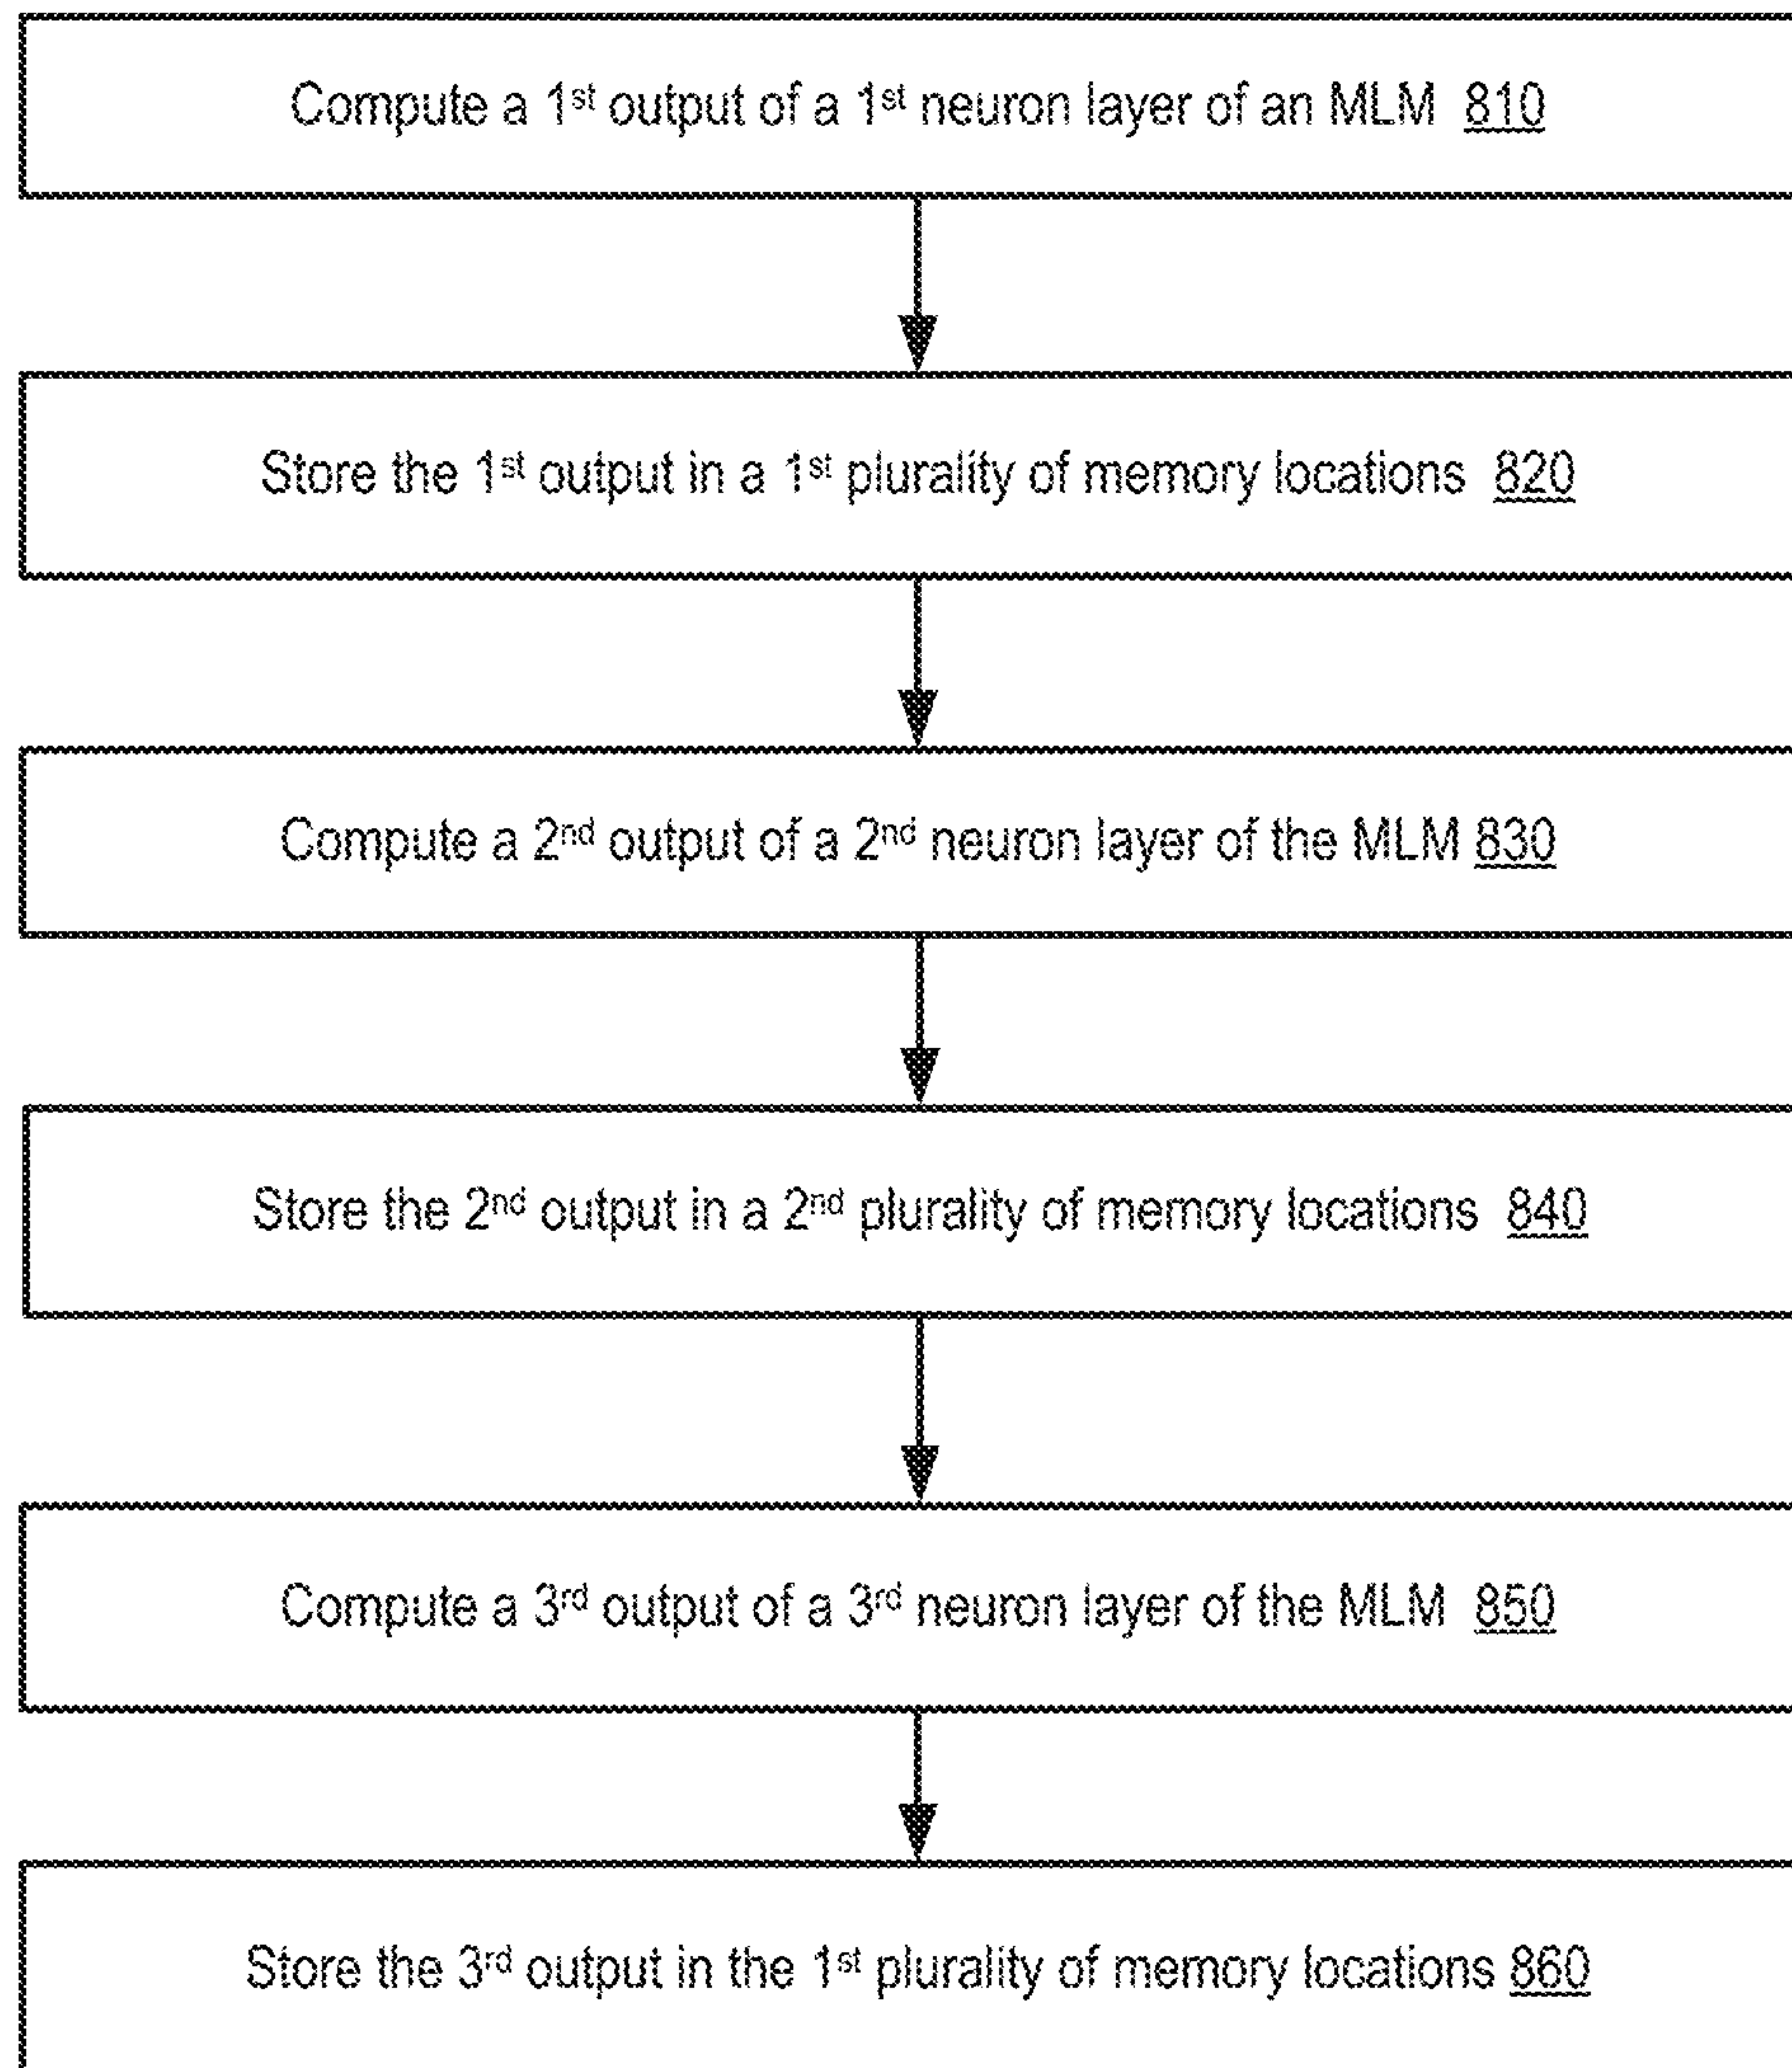 Compute a 1st output of a 1st neuron layer of an MLM 810
Store the 1st output in a 1st plurality of memory locations 820
Compute a 2nd output of a 2nd neuron layer of the MLM 830
Store the 2nd output in a 2nd plurality of memory locations 840
Compute a 3rd output of a 3rd neuron layer of the MLM 850
Store the 3rd output in the 1st plurality of memory locations 860